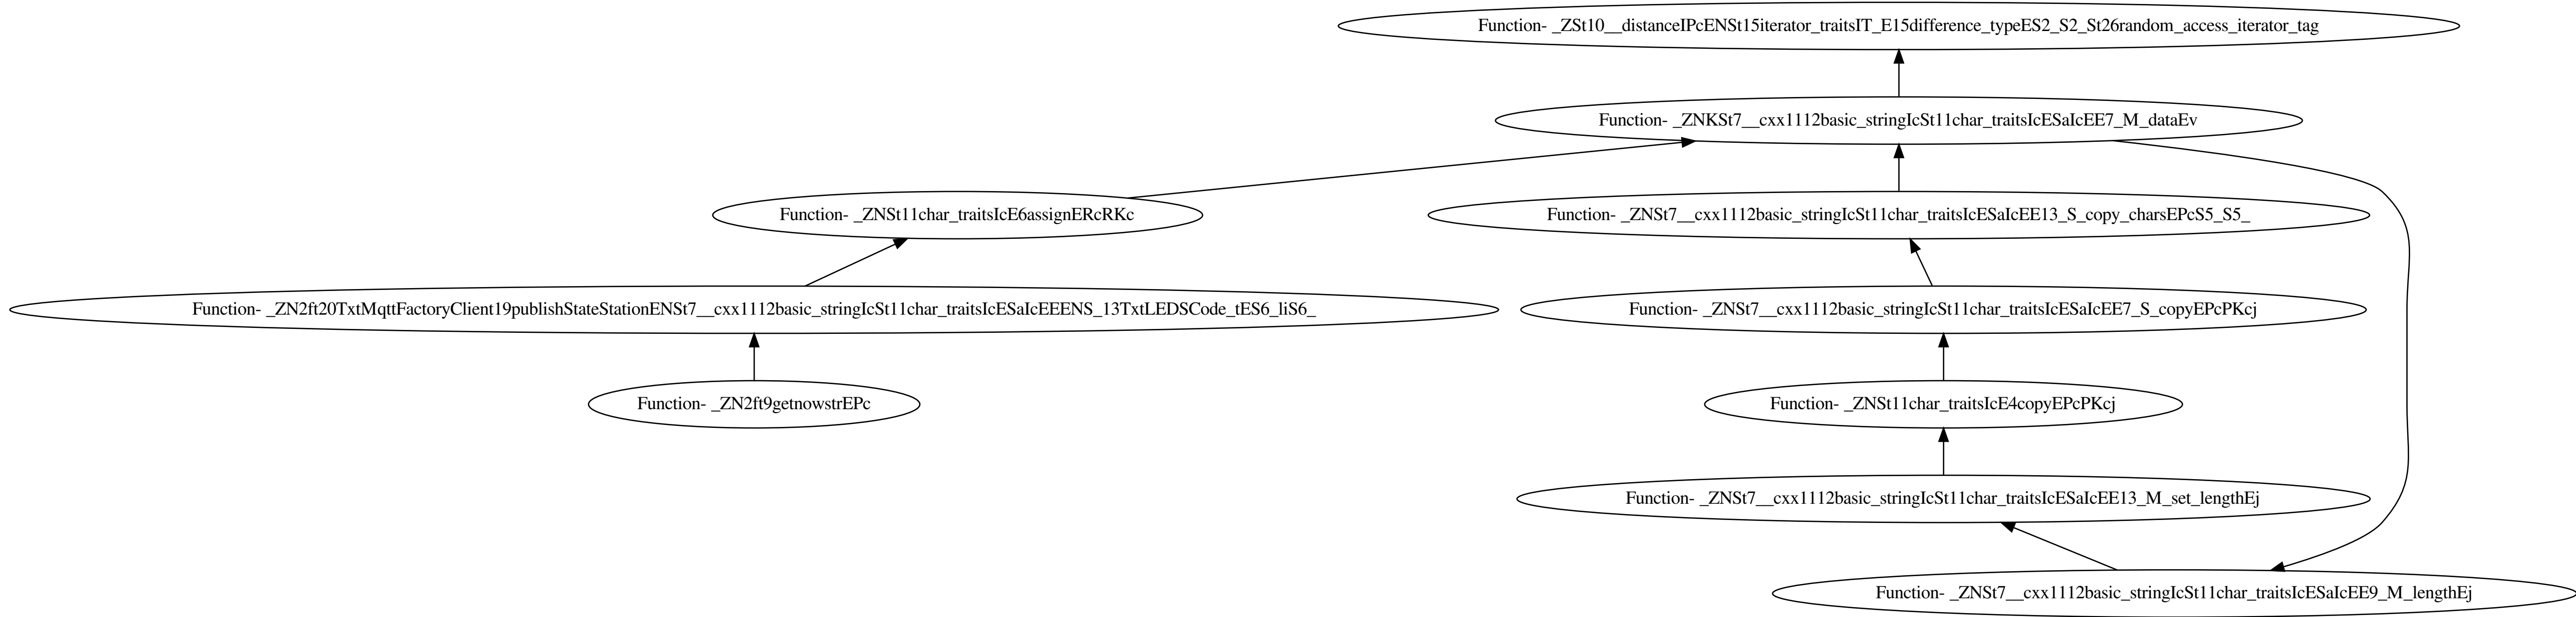 Function- _ZSt10__distanceIPcENSt15iterator_traitsIT_E15difference_typeES2_S2_St26random_access_iterator_tag
Function- _ZNKSt7__cxx1112basic_stringIcSt11char_traitsIcESaIcEE7_M_dataEv
Function- _ZNSt11char_traitsIcE6assignERcRKc
Function- _ZNSt7__cxx1112basic_stringIcSt11char_traitsIcESaIcEE13_S_copy_charsEPcS5_S5_
Function- _ZN2ft20TxtMqttFactoryClient19publishStateStationENSt7__cxx1112basic_stringIcSt11char_traitsIcESaIcEEENS_13TxtLEDSCode_tES6_liS6_
Function- _ZNSt7__cxx1112basic_stringIcSt11char_traitsIcESaIcEE7_S_copyEPcPKcj
Function- _ZN2ft9getnowstrEPc
Function- _ZNSt11char_traitsIcE4copyEPcPKcj
Function- _ZNSt7__cxx1112basic_stringIcSt11char_traitsIcESaIcEE13_M_set_lengthEj
Function- _ZNSt7__cxx1112basic_stringIcSt11char_traitsIcESaIcEE9_M_lengthEj